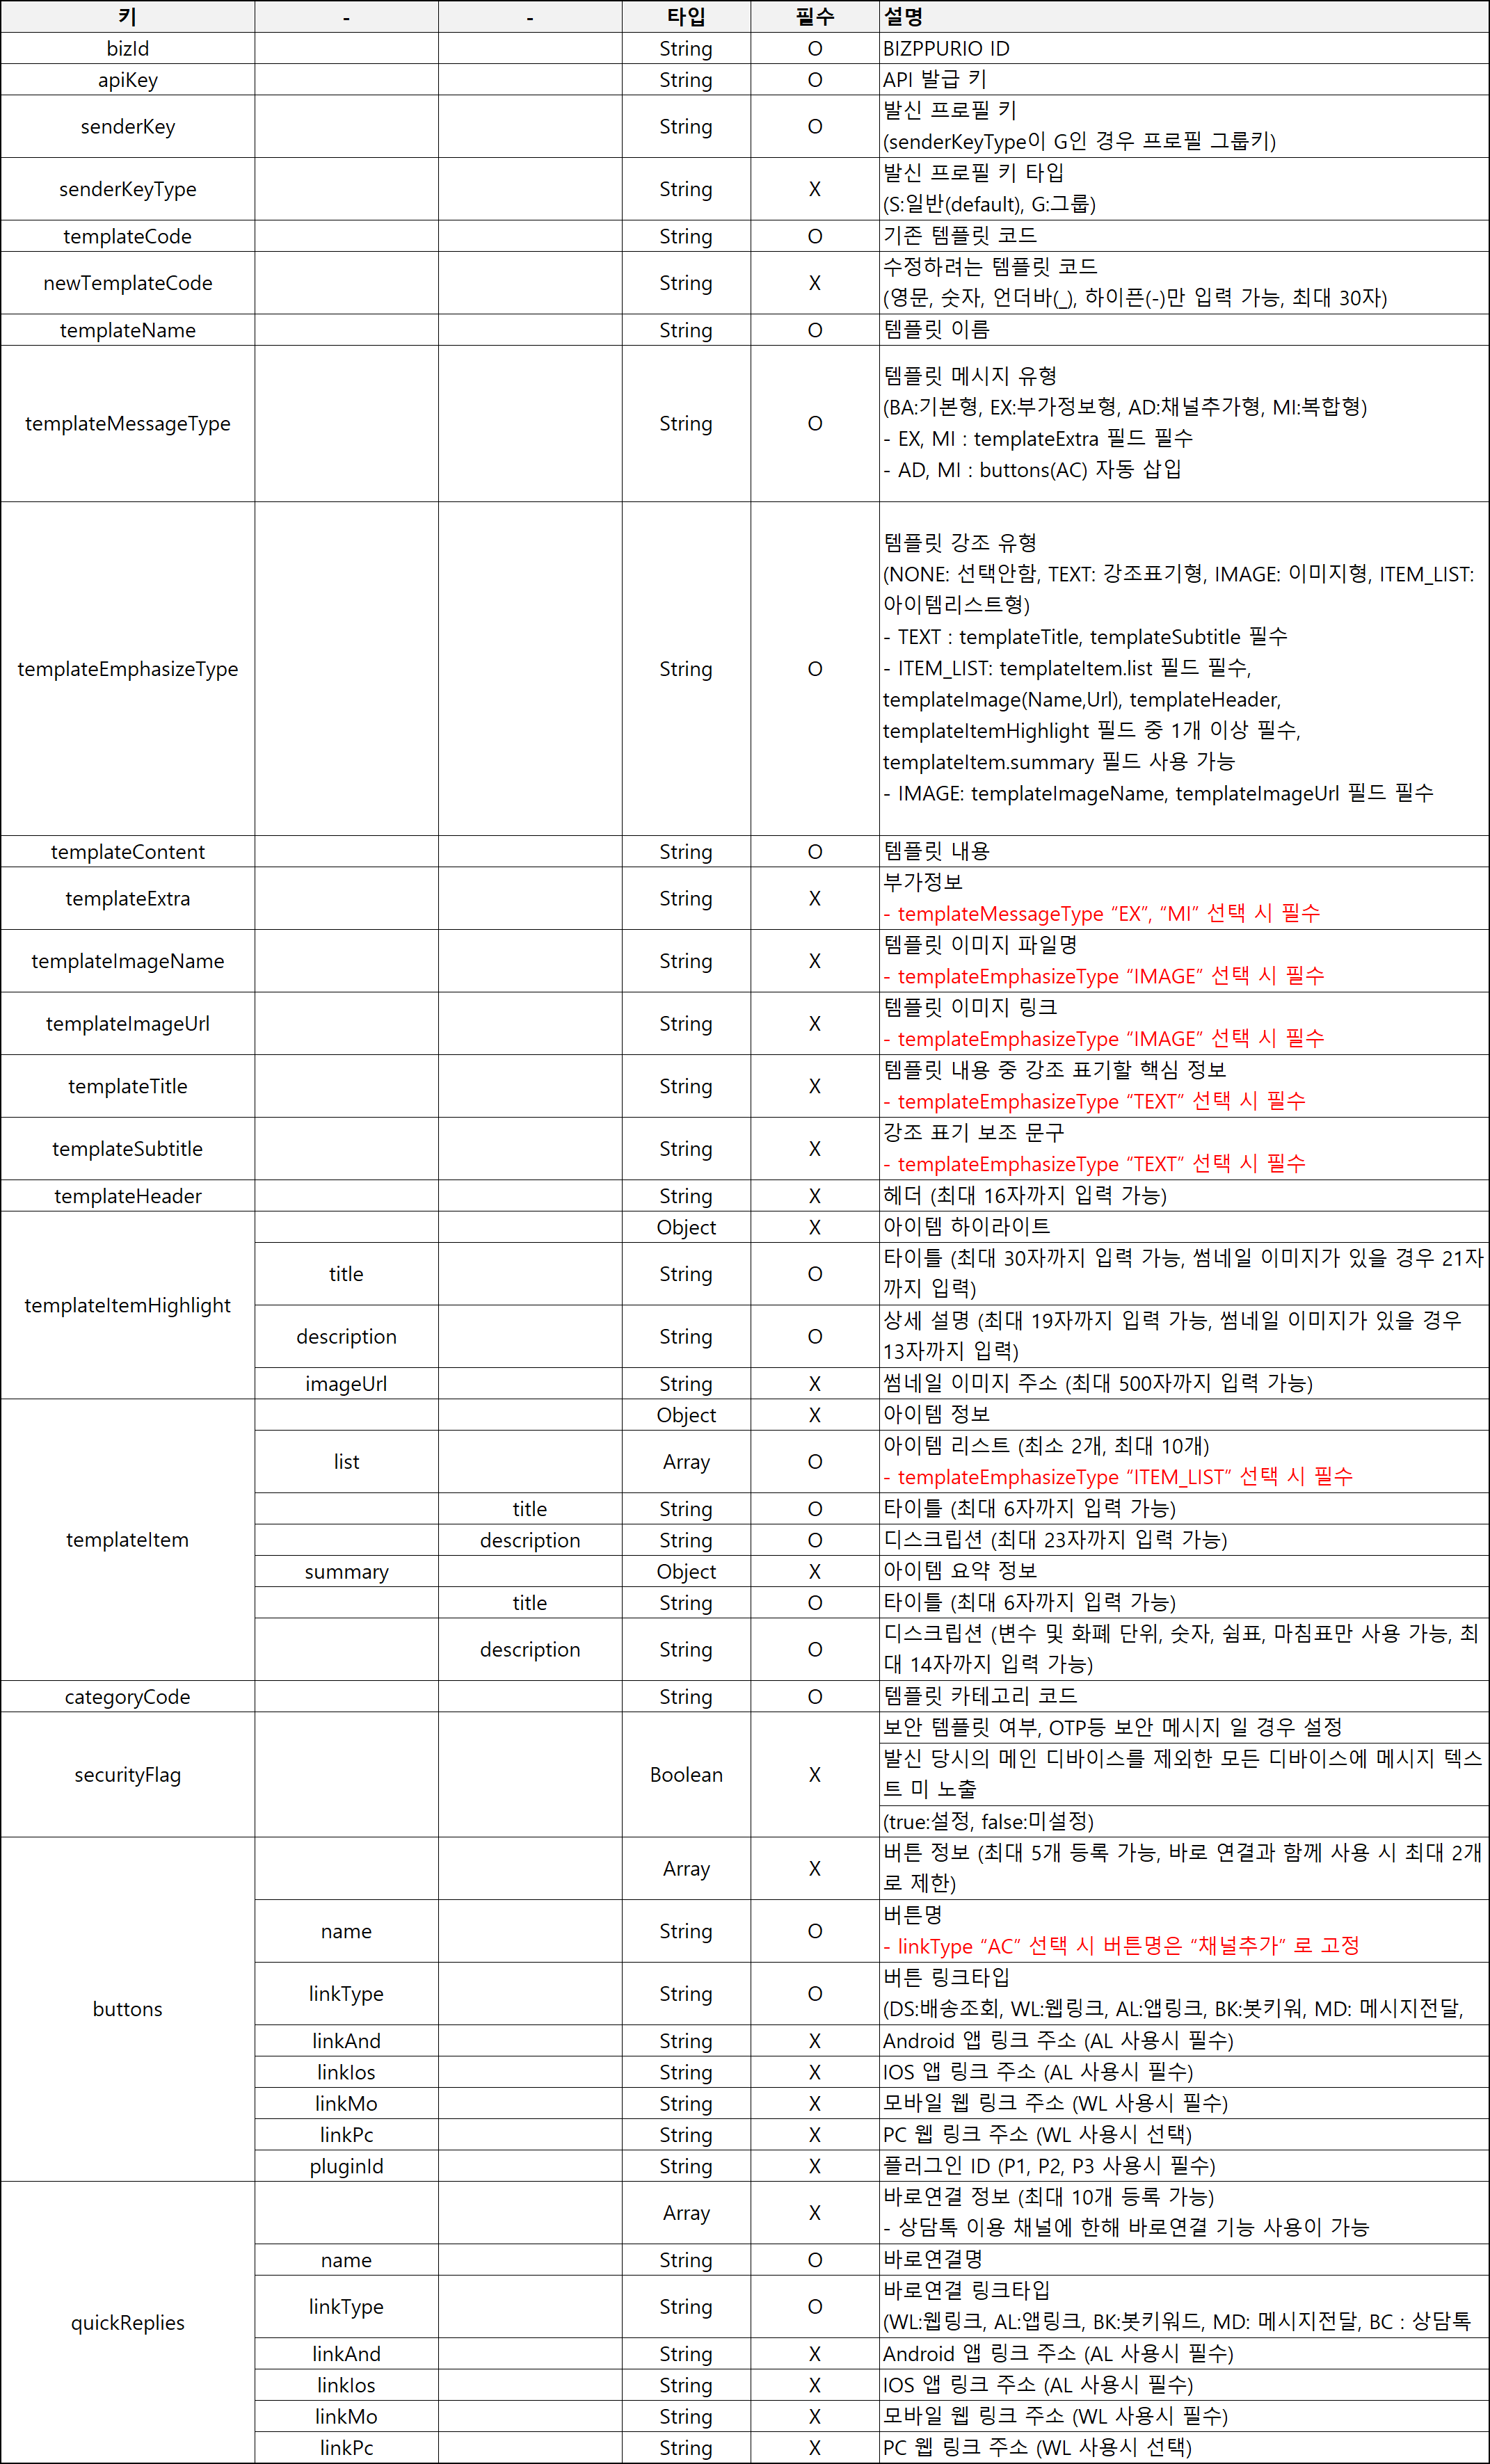 키 - - 타입 필수 설명
bizId String O BIZPPURIO ID
apiKey String O API 발급 키
senderKey String O 발신 프로필 키
(senderKeyType이 G인 경우 프로필 그룹키)
senderKeyType String X 발신 프로필 키 타입
(S:일반(default), G:그룹)
templateCode String O 기존 템플릿 코드
newTemplateCode String X 수정하려는 템플릿 코드
(영문, 숫자, 언더바(_), 하이픈(-)만 입력 가능, 최대 30자)
templateName String O 템플릿 이름
templateMessageType String O 템플릿 메시지 유형
(BA:기본형, EX:부가정보형, AD:채널추가형, MI:복합형)
- EX, MI : templateExtra 필드 필수
- AD, MI : buttons(AC) 자동 삽입
templateEmphasizeType String O 템플릿 강조 유형
(NONE: 선택안함, TEXT: 강조표기형, IMAGE: 이미지형, ITEM_LIST:
아이템리스트형)
- TEXT : templateTitle, templateSubtitle 필수
- ITEM_LIST: templateItem.list 필드 필수,
templateImage(Name,Url), templateHeader,
templateItemHighlight 필드 중 1개 이상 필수,
templateItem.summary 필드 사용 가능
- IMAGE: templateImageName, templateImageUrl 필드 필수
templateContent String O 템플릿 내용
templateExtra String X 부가정보
- templateMessageType “EX”, “MI” 선택 시 필수
templateImageName String X 템플릿 이미지 파일명
- templateEmphasizeType “IMAGE” 선택 시 필수
templateImageUrl String X 템플릿 이미지 링크
- templateEmphasizeType “IMAGE” 선택 시 필수
templateTitle String X 템플릿 내용 중 강조 표기할 핵심 정보
- templateEmphasizeType “TEXT” 선택 시 필수
templateSubtitle String X 강조 표기 보조 문구
- templateEmphasizeType “TEXT” 선택 시 필수
templateHeader String X 헤더 (최대 16자까지 입력 가능)
templateItemHighlight Object X 아이템 하이라이트
title String O 타이틀 (최대 30자까지 입력 가능, 썸네일 이미지가 있을 경우 21자
까지 입력)
description String O 상세 설명 (최대 19자까지 입력 가능, 썸네일 이미지가 있을 경우
13자까지 입력)
imageUrl String X 썸네일 이미지 주소 (최대 500자까지 입력 가능)
templateItem Object X 아이템 정보
list Array O 아이템 리스트 (최소 2개, 최대 10개)
- templateEmphasizeType “ITEM_LIST” 선택 시 필수
title String O 타이틀 (최대 6자까지 입력 가능)
description String O 디스크립션 (최대 23자까지 입력 가능)
summary Object X 아이템 요약 정보
title String O 타이틀 (최대 6자까지 입력 가능)
description String O 디스크립션 (변수 및 화폐 단위, 숫자, 쉼표, 마침표만 사용 가능, 최
대 14자까지 입력 가능)
categoryCode String O 템플릿 카테고리 코드
securityFlag Boolean X 보안 템플릿 여부, OTP등 보안 메시지 일 경우 설정
발신 당시의 메인 디바이스를 제외한 모든 디바이스에 메시지 텍스
트 미 노출
(true:설정, false:미설정)
buttons Array X 버튼 정보 (최대 5개 등록 가능, 바로 연결과 함께 사용 시 최대 2개
로 제한)
name String O 버튼명
- linkType “AC” 선택 시 버튼명은 “채널추가” 로 고정
linkType String O 버튼 링크타입
(DS:배송조회, WL:웹링크, AL:앱링크, BK:봇키워, MD: 메시지전달,
linkAnd String X Android 앱 링크 주소 (AL 사용시 필수)
linkIos String X IOS 앱 링크 주소 (AL 사용시 필수)
linkMo String X 모바일 웹 링크 주소 (WL 사용시 필수)
linkPc String X PC 웹 링크 주소 (WL 사용시 선택)
pluginId String X 플러그인 ID (P1, P2, P3 사용시 필수)
quickReplies Array X 바로연결 정보 (최대 10개 등록 가능)
- 상담톡 이용 채널에 한해 바로연결 기능 사용이 가능
name String O 바로연결명
linkType String O 바로연결 링크타입
(WL:웹링크, AL:앱링크, BK:봇키워드, MD: 메시지전달, BC : 상담톡
linkAnd String X Android 앱 링크 주소 (AL 사용시 필수)
linkIos String X IOS 앱 링크 주소 (AL 사용시 필수)
linkMo String X 모바일 웹 링크 주소 (WL 사용시 필수)
linkPc String X PC 웹 링크 주소 (WL 사용시 선택)